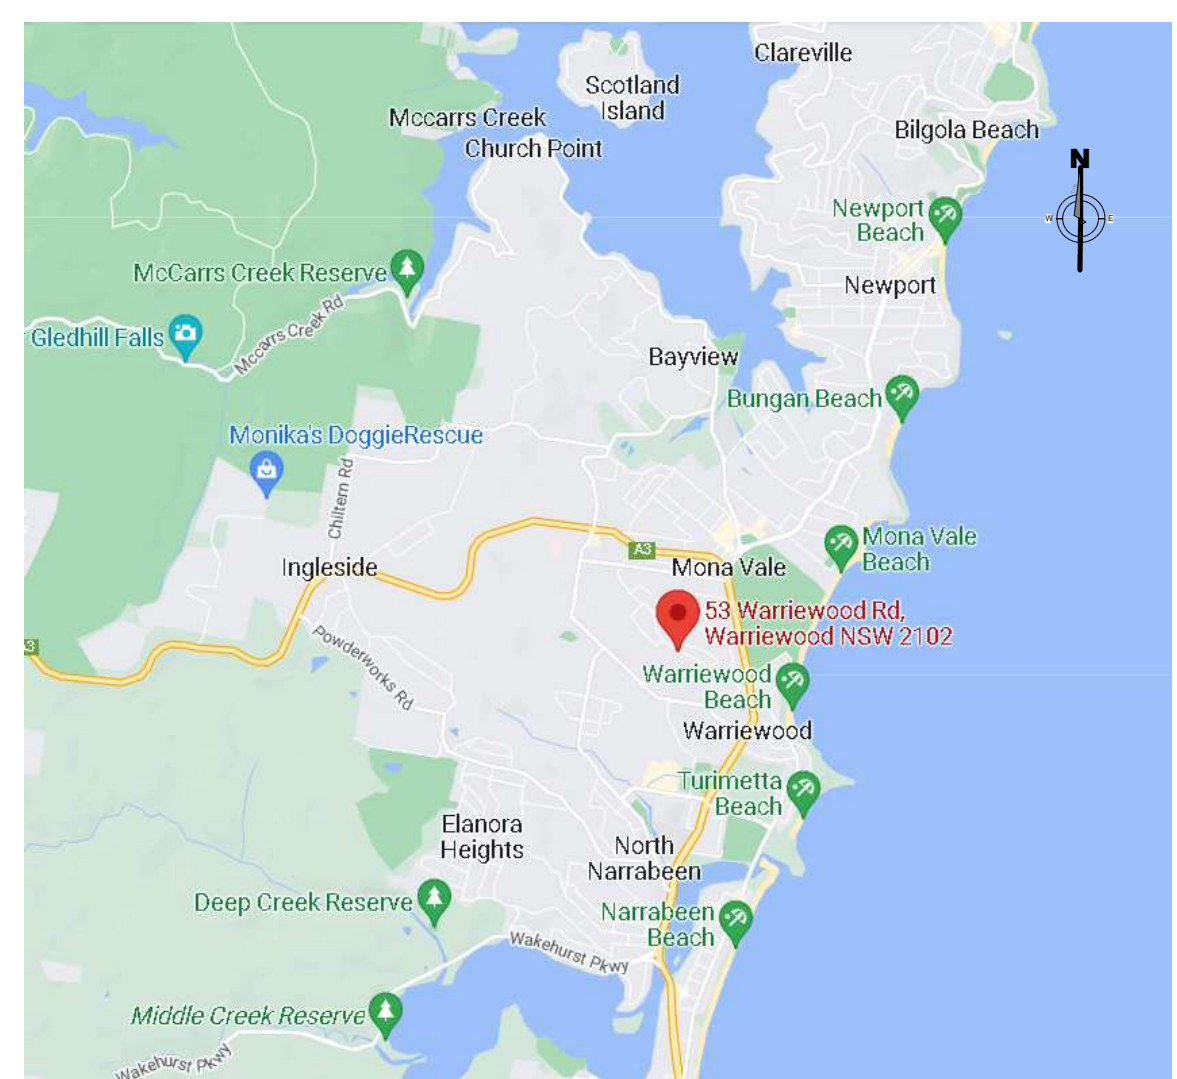 Clareville
Scotland
Island
Mccarrs Creek
Church Point
Bilgola Beach
N
W
E
Newport
Beach
McCarrs Creek Reserve
Newport
Mccarrs Creek Rd
Gledhill Falls
Bayview
Bungan Beach
Monika's DoggieRescue
Chiltern Rd
A3
Mona Vale
Beach
Ingleside
Mona Vale
53 Warriewood Rd,
Warriewood NSW 2102
3
Powderworks Rd
Warriewood
Beach
Warriewood
Turimetta
Beach
Elanora
Heights
North
Narrabeen
Deep Creek Reserve
Narrabeen
Beach
Wakehurst Pkwy
Middle Creek Reserve
Wakehurst Pkwy